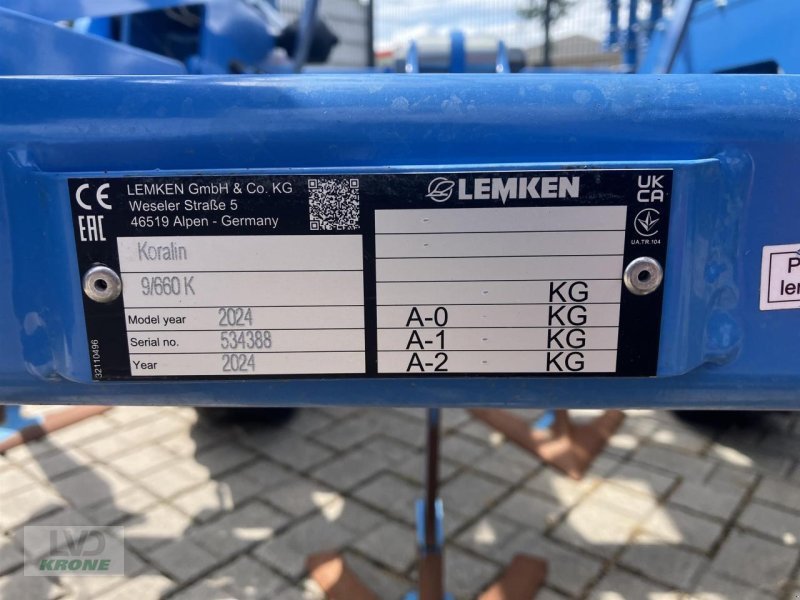 CE
EAC
LEMKEN GmbH & Co. KG
Weseler Straße 5
46519 Alpen - Germany
Koralin
9/660 K
Model year 2024
Serial no. 534388
Year 2024
32110496
LEMKEN
- KG
A-0 - KG
A-1 - KG
A-2 - KG
UK
CA
UA.TR.104
P
len
LVD
KRONE